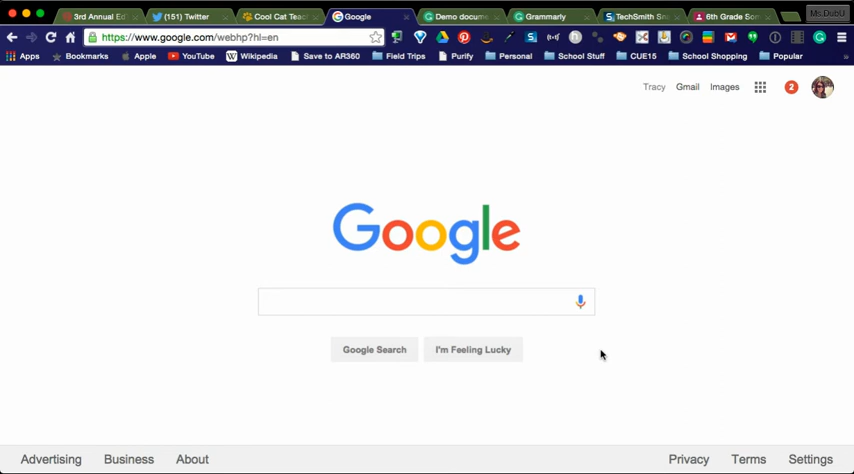 3rd Annual Ed
(151) Twitter
Cool Cat Teac
Google
Demo docume
Grammarly
TechSmith Sna
6th Grade Som
Ms.DubU
https://www.google.com/webhp?hl=en
Apps Bookmarks Apple YouTube Wikipedia Save to AR360 Field Trips Purify Personal School Stuff CUE15 School Shopping Popular »
Tracy Gmail Images 2
Google
Google Search I'm Feeling Lucky
Advertising Business About Privacy Terms Settings